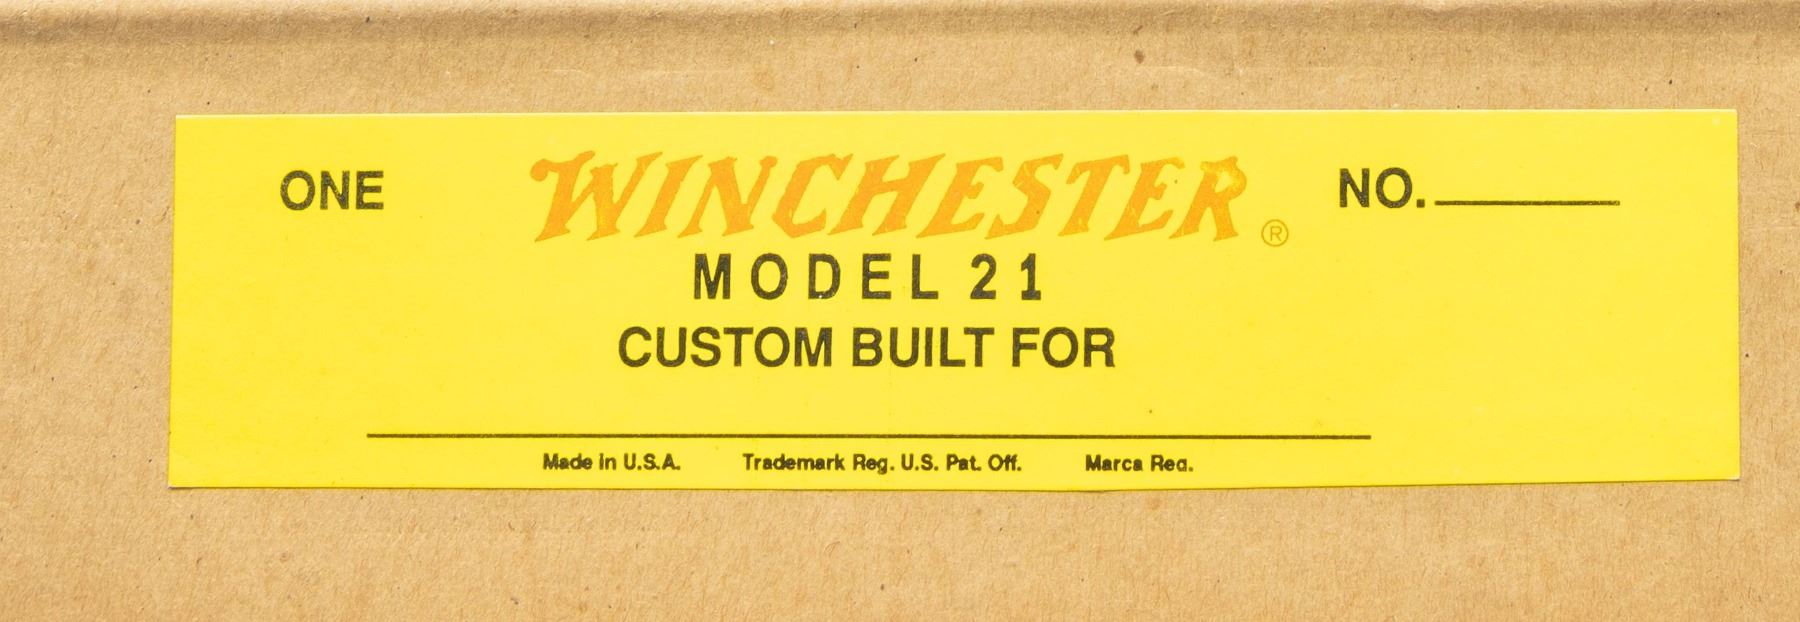 ONE WINCHESTER® NO.
MODEL 21
CUSTOM BUILT FOR
Made in U.S.A. Trademark Reg. U.S. Pat. Off. Marca Reg.